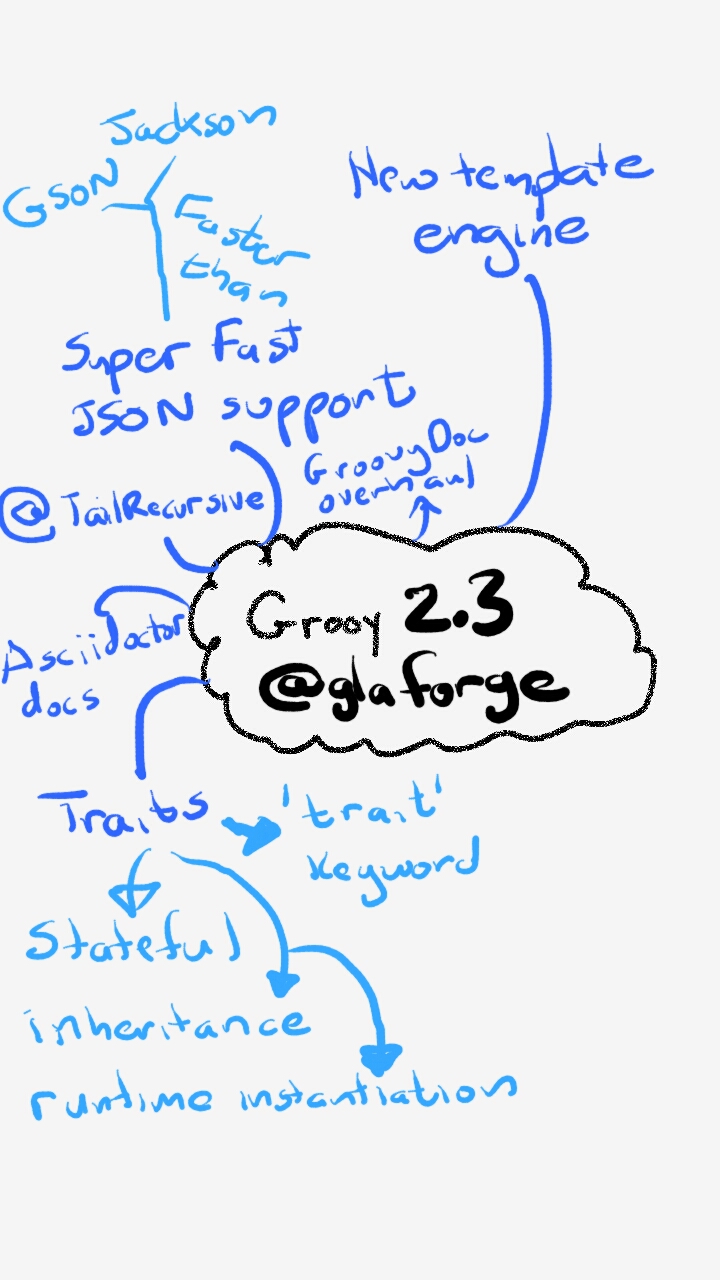 Jackson
GSON
Faster
than
Super Fast
JSON support
New template
engine
GroovyDoc
overhaul
@TailRecursive
Asciidoctor
docs
Grooy 2.3
@glaforge
Traits
'trait'
keyword
Stateful
inheritance
runtime instantiation